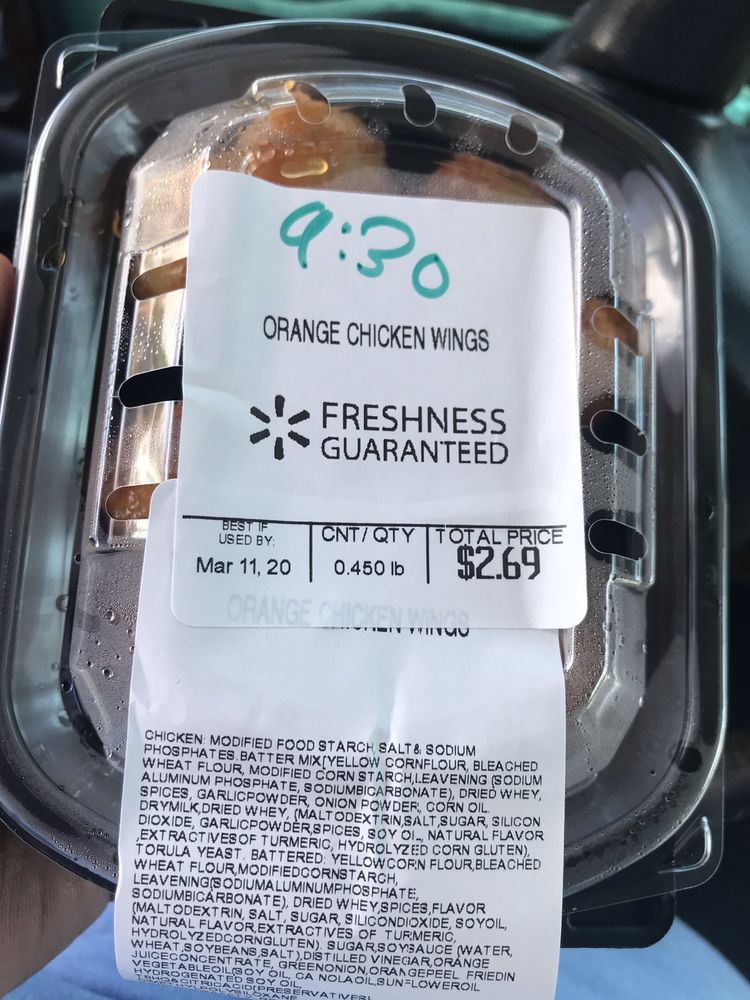 9:30
ORANGE CHICKEN WINGS
FRESHNESS
GUARANTEED
BEST IF
USED BY:
CNT/ QTY
TOTAL PRICE
Mar 11, 20
0.450 lb
$2.69
ORANGE CHICKEN WINGS
CHICKEN: MODIFIED FOOD STARCH, SALT & SODIUM
PHOSPHATES.BATTER MIX[YELLOW CORNFLOUR, BLEACHED
WHEAT FLOUR, MODIFIED CORN STARCH,LEAVENING (SODIUM
ALUMINUM PHOSPHATE, SODIUMBICARBONATE), DRIED WHEY,
SPICES, GARLICPOWDER, ONION POWDER, CORN OIL
DRYMILK,DRIED WHEY, (MALTODEXTRIN,SALT,SUGAR, SILICON
DIOXIDE, GARLICPOWDER,SPICES, SOY OIL, NATURAL FLAVOR
,EXTRACTIVESOF TURMERIC, HYDROLYZED CORN GLUTEN),
TORULA YEAST. BATTERED: YELLOWCORN FLOUR,BLEACHED
WHEAT FLOUR,MODIFIEDCORNSTARCH,
LEAVENING(SODIUMALUMINUMPHOSPHATE,
SODIUMBICARBONATE), DRIED WHEY,SPICES,FLAVOR
(MALTODEXTRIN, SALT, SUGAR, SILICONDIOXIDE, SOYOIL,
NATURAL FLAVOR,EXTRACTIVES OF TURMERIC,
HYDROLYZEDCORNGLUTEN). SUGAR,SOYSAUCE (WATER,
WHEAT,SOYBEANS,SALT),DISTILLED VINEGAR,ORANGE
JUICECONCENTRATE, GREENONION,ORANGEPEEL. FRIEDIN
VEGETABLEOIL(SOY OIL, CANOLAOIL,SUNFLOWEROIL
HYDROGENATED SOY OIL,